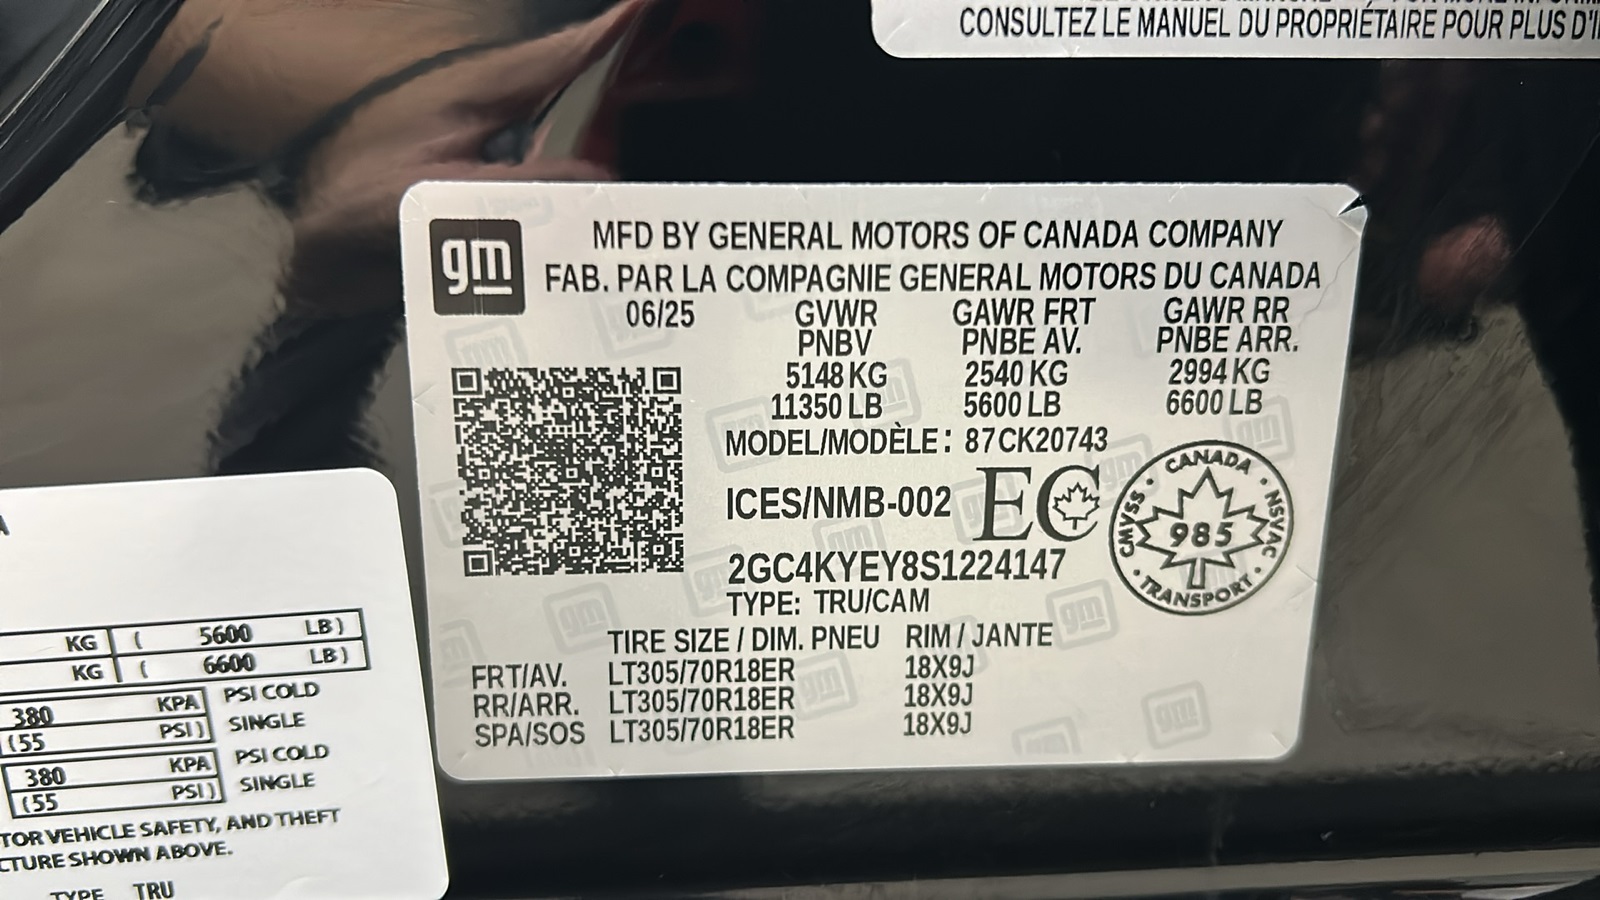 CONSULTEZ LE MANUEL DU PROPRIÉTAIRE POUR PLUS
gm
MFD BY GENERAL MOTORS OF CANADA COMPANY
FAB. PAR LA COMPAGNIE GENERAL MOTORS DU CANADA
06/25 GVWR GAWR FRT GAWR RR
PNBV PNBE AV. PNBE ARR.
5148 KG 2540 KG 2994 KG
11350 LB 5600 LB 6600 LB
MODEL/MODÈLE: 87CK20743
ICES/NMB-002 EC
CANADA
CMVSS 985 NSVAC
TRANSPORT
2GC4KYEY8S1224147
TYPE: TRU/CAM
TIRE SIZE / DIM. PNEU RIM / JANTE
FRT/AV. LT305/70R18ER 18X9J
RR/ARR. LT305/70R18ER 18X9J
SPA/SOS LT305/70R18ER 18X9J
KG ( 5600 LB)
KG ( 6600 LB)
380 KPA PSI COLD
(55 PSI) SINGLE
380 KPA PSI COLD
(55 PSI) SINGLE
TOR VEHICLE SAFETY, AND THEFT
CTURE SHOWN ABOVE.
TYPE TRU